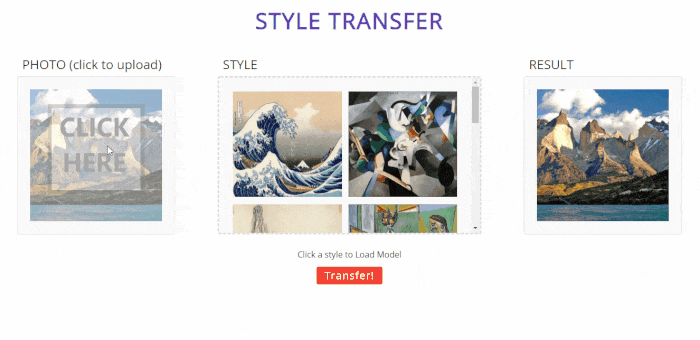 STYLE TRANSFER
PHOTO (click to upload)
STYLE
RESULT
CLICK
HERE
Click a style to Load Model
Transfer!